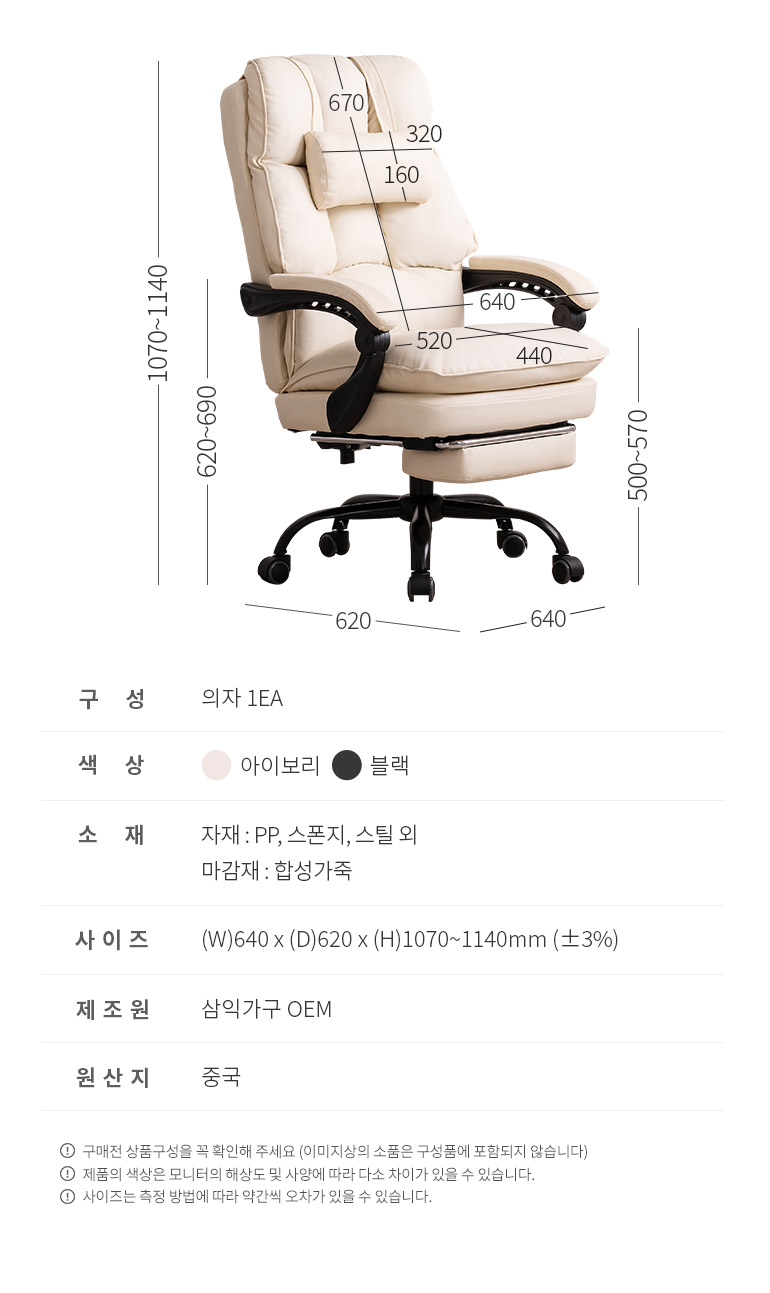 670
320
160
1070~1140
640
520
440
620~690
500~570
620
640
구 성 의자 1EA
색 상 아이보리 블랙
소 재 자재 : PP, 스폰지, 스틸 외
마감재 : 합성가죽
사이즈 (W)640 x (D)620 x (H)1070~1140mm (±3%)
제조원 삼익가구 OEM
원산지 중국
구매전 상품구성을 꼭 확인해 주세요 (이미지상의 소품은 구성품에 포함되지 않습니다)
제품의 색상은 모니터의 해상도 및 사양에 따라 다소 차이가 있을 수 있습니다.
사이즈는 측정 방법에 따라 약간씩 오차가 있을 수 있습니다.